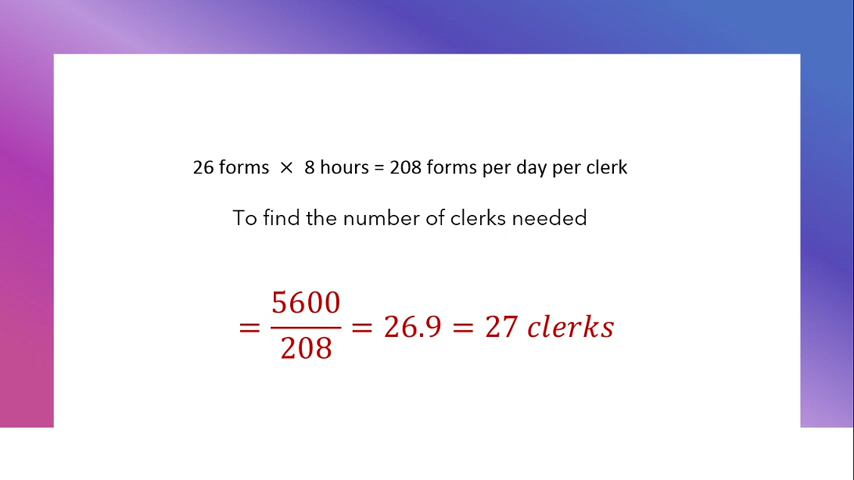 26 forms × 8 hours = 208 forms per day per clerk
To find the number of clerks needed
= 5600/208 = 26.9 = 27 clerks